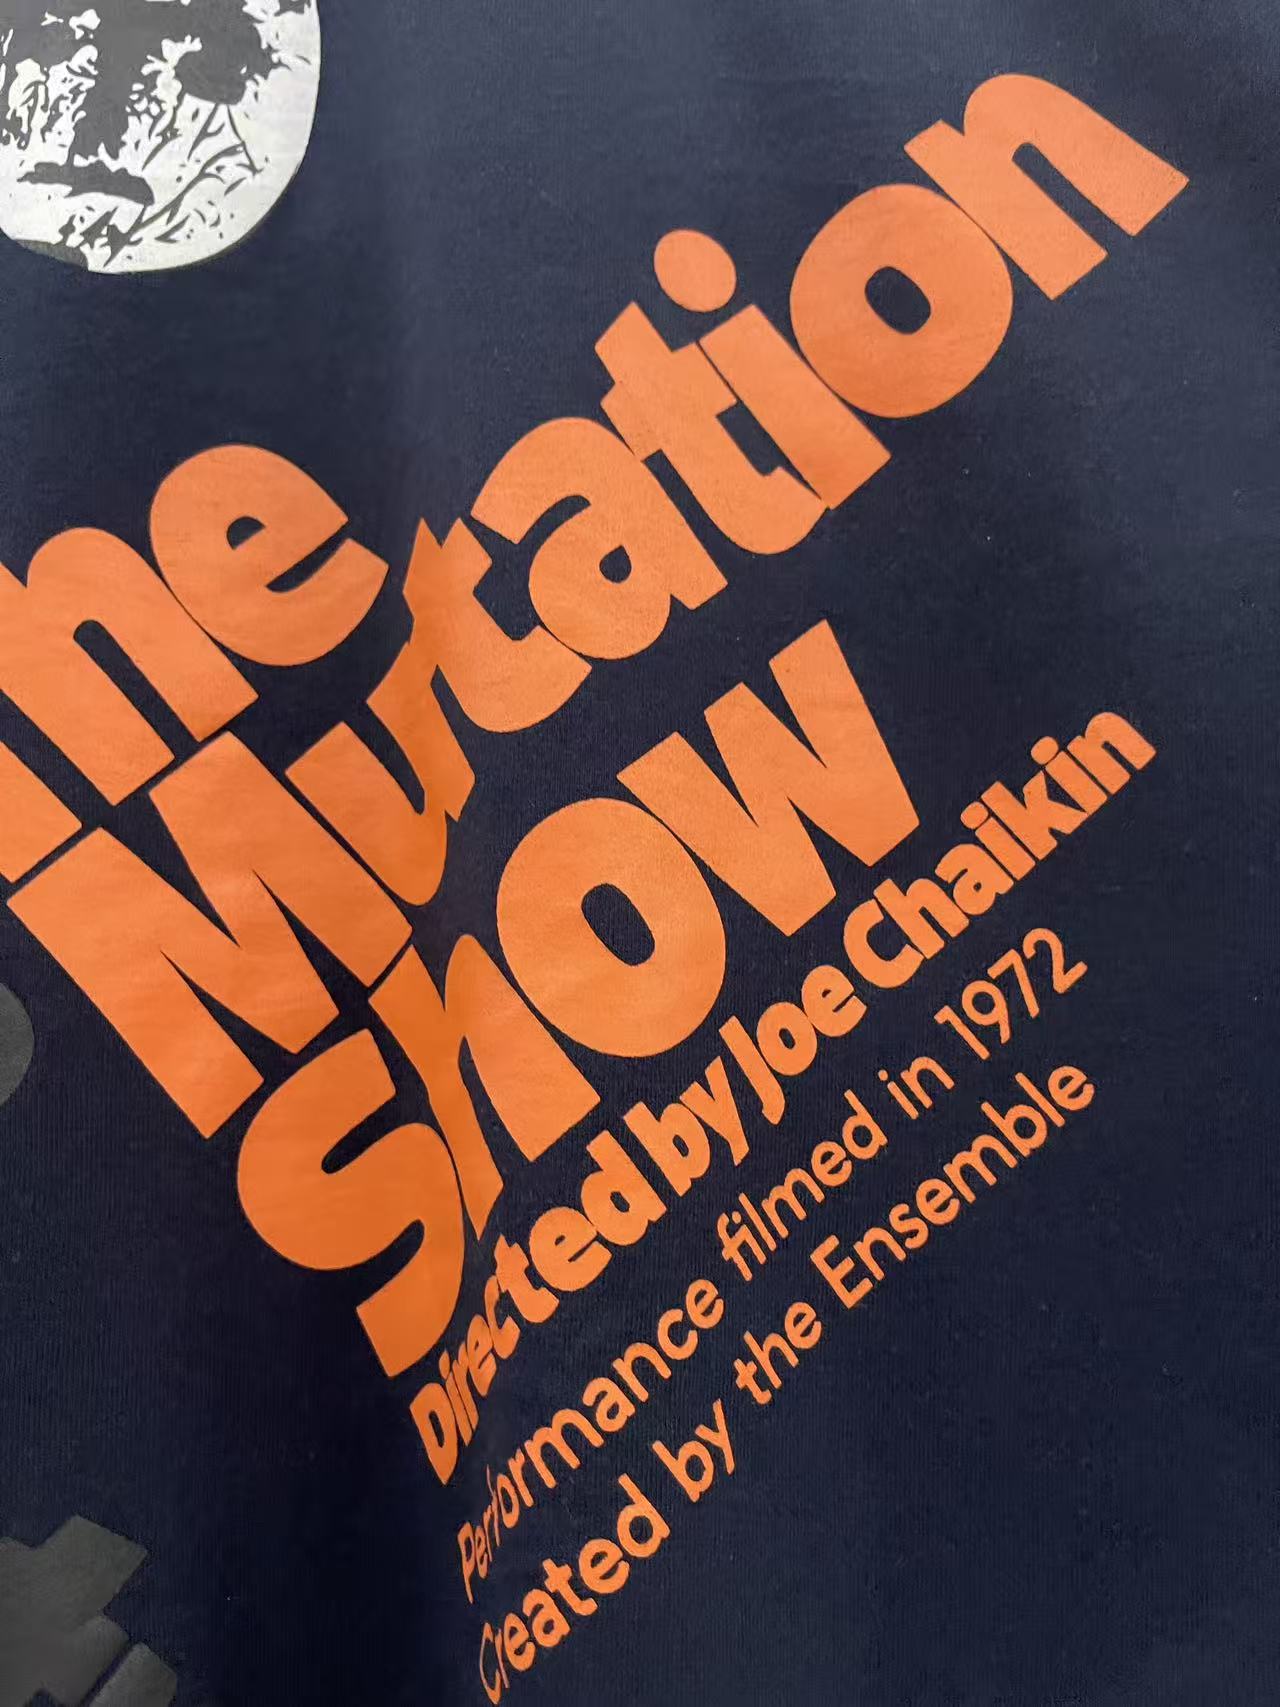 he
Mutation
Show
Directed by Joe Chaikin
Performance filmed in 1972
Created by the Ensemble